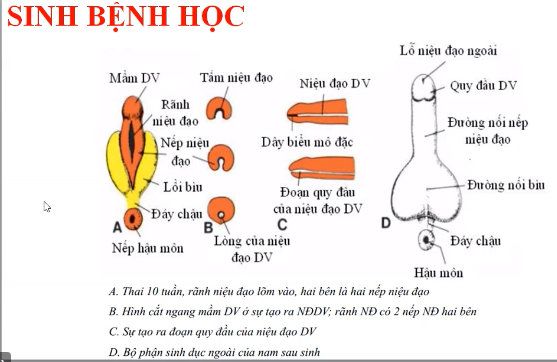 SINH BỆNH HỌC
Lỗ niệu đạo ngoài
Mầm DV
Tấm niệu đạo
Niệu đạo DV
Quy đầu DV
Rãnh
niệu đạo
Đường nối nếp
niệu đạo
Nếp niệu
đạo
Dây biểu mô đặc
Lồi bìu
Đoạn quy đầu
của niệu đạo DV
Đường nối bìu
Đáy chậu
A
B
C
D
Nếp hậu môn
Lòng của niệu
đạo DV
Đáy chậu
Hậu môn
A. Thai 10 tuần, rãnh niệu đạo lõm vào, hai bên là hai nếp niệu đạo
B. Hình cắt ngang mầm DV ở sự tạo ra NĐDV; rãnh NĐ có 2 nếp NĐ hai bên
C. Sự tạo ra đoạn quy đầu của niệu đạo DV
D. Bộ phận sinh dục ngoài của nam sau sinh